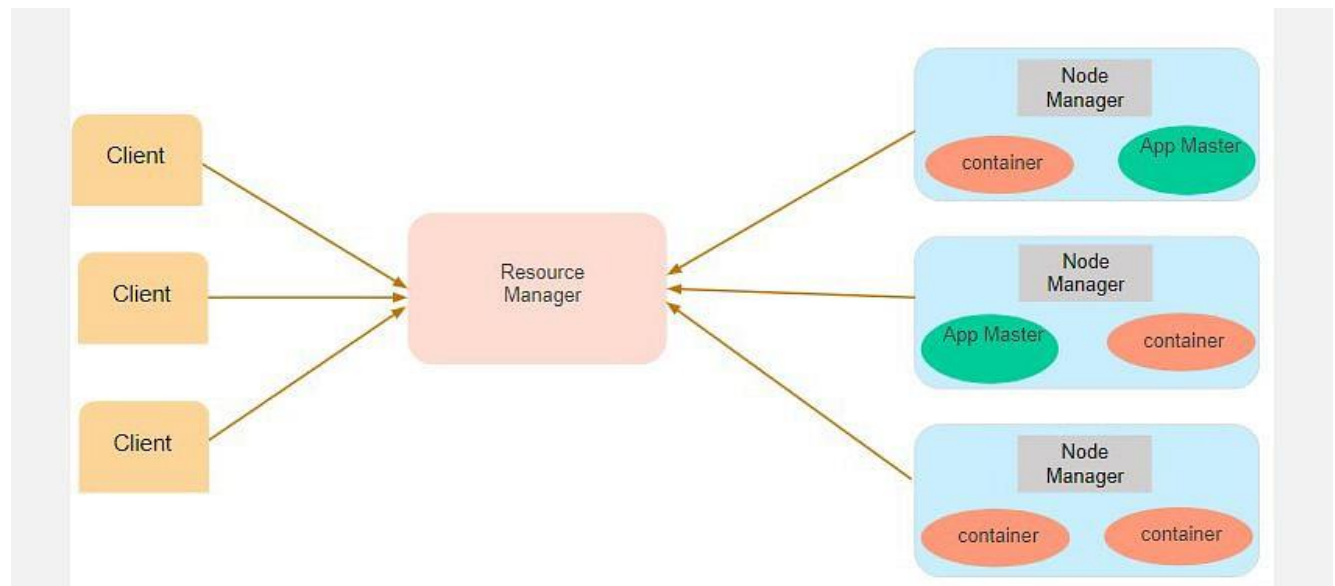 Client
Client
Client
Resource
Manager
Node
Manager
container
App Master
Node
Manager
App Master
container
Node
Manager
container
container